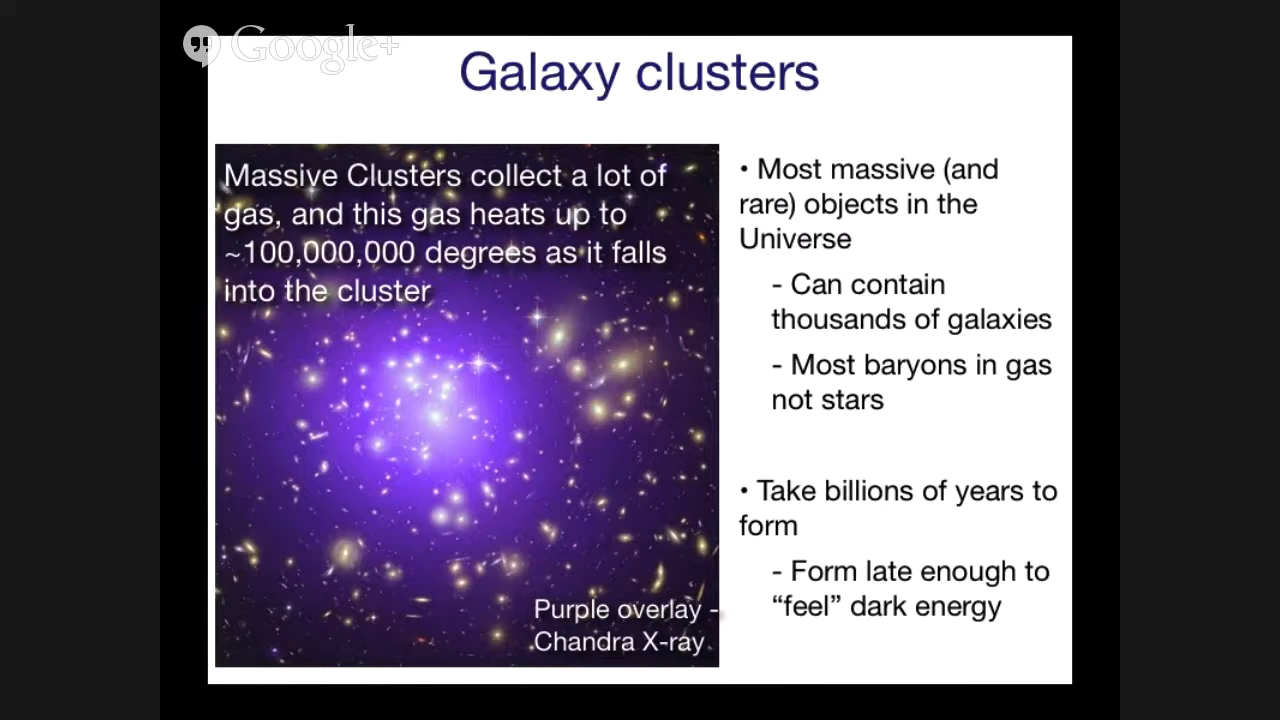 Google+
Galaxy clusters
Massive Clusters collect a lot of
gas, and this gas heats up to
~100,000,000 degrees as it falls
into the cluster
Purple overlay -
Chandra X-ray
• Most massive (and
rare) objects in the
Universe
- Can contain
thousands of galaxies
- Most baryons in gas
not stars
• Take billions of years to
form
- Form late enough to
“feel” dark energy